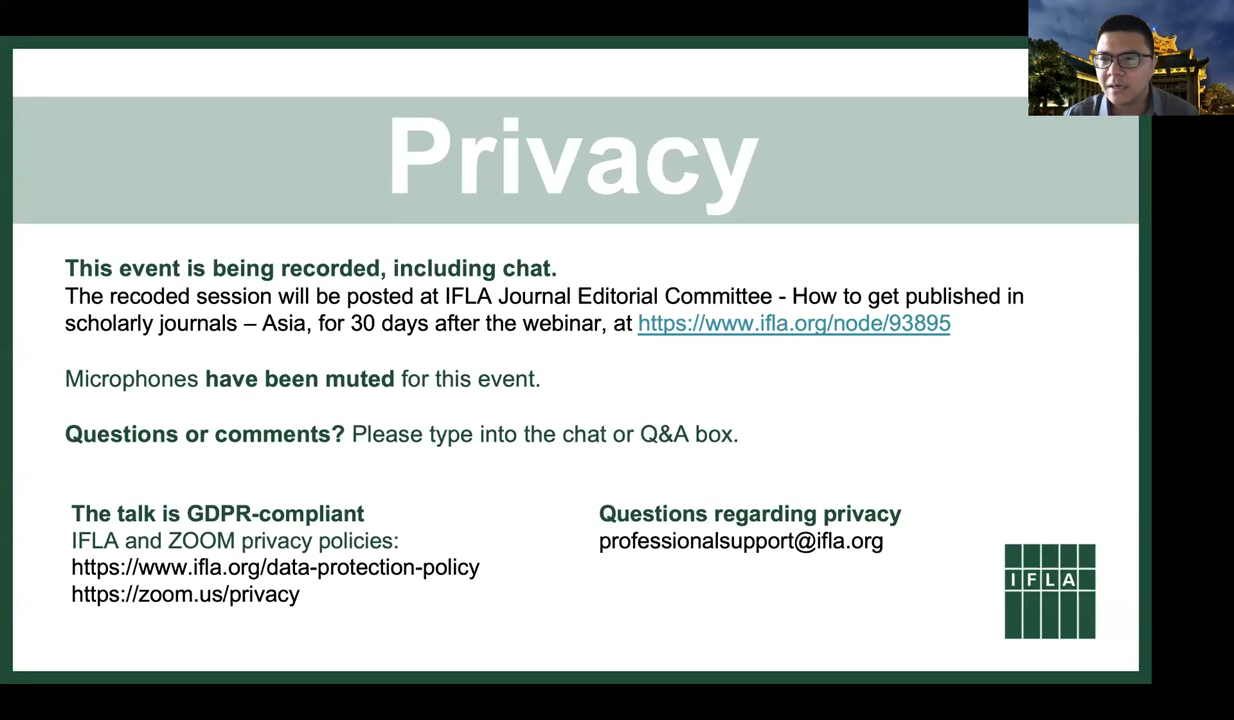 Privacy
This event is being recorded, including chat.
The recoded session will be posted at IFLA Journal Editorial Committee - How to get published in
scholarly journals – Asia, for 30 days after the webinar, at https://www.ifla.org/node/93895
Microphones have been muted for this event.
Questions or comments? Please type into the chat or Q&A box.
The talk is GDPR-compliant
IFLA and ZOOM privacy policies:
https://www.ifla.org/data-protection-policy
https://zoom.us/privacy
Questions regarding privacy
professionalsupport@ifla.org
IFLA